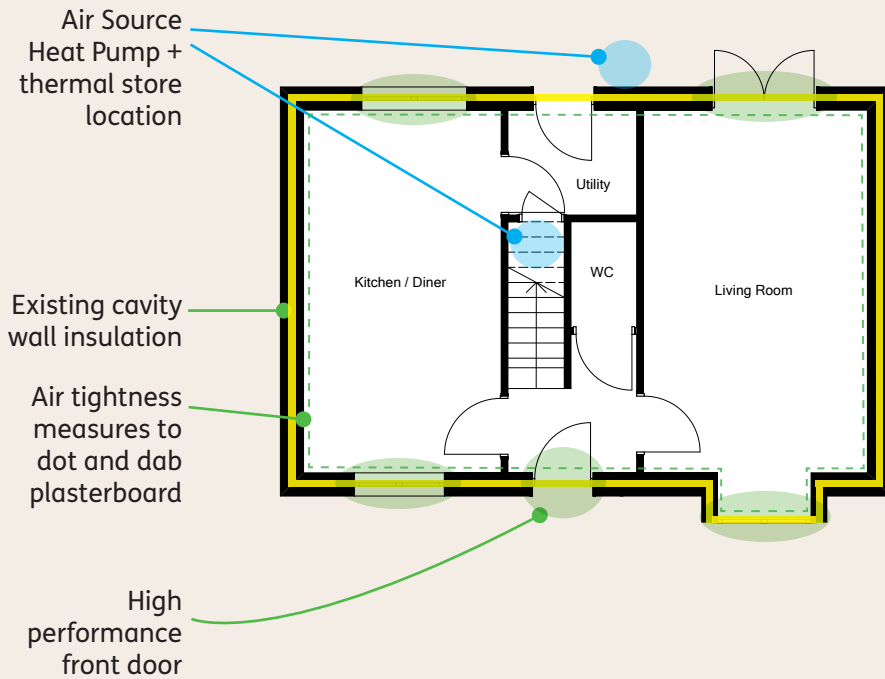 Air Source
Heat Pump +
thermal store
location
Utility
Kitchen / Diner
WC
Living Room
Existing cavity
wall insulation
Air tightness
measures to
dot and dab
plasterboard
High
performance
front door